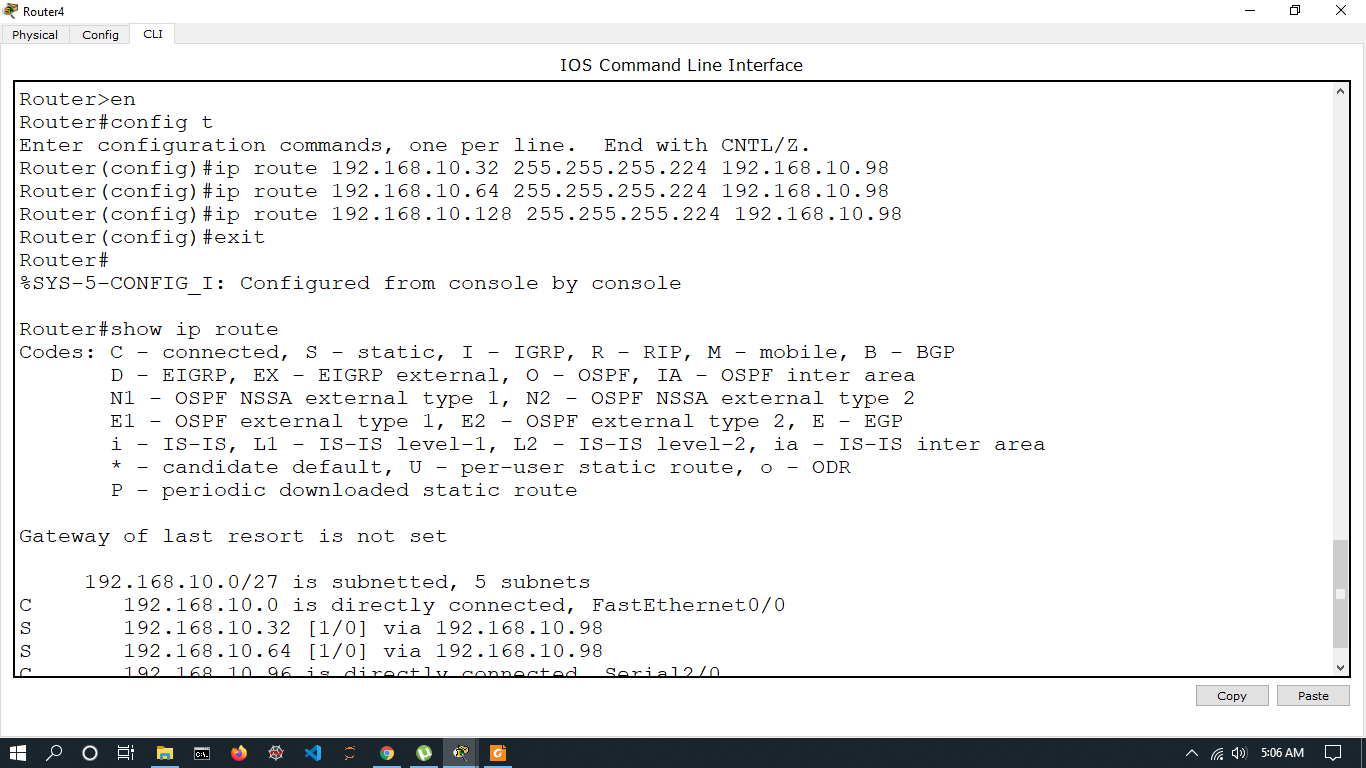 Router4
Physical Config CLI
IOS Command Line Interface
Router>en
Router#config t
Enter configuration commands, one per line.  End with CNTL/Z.
Router(config)#ip route 192.168.10.32 255.255.255.224 192.168.10.98
Router(config)#ip route 192.168.10.64 255.255.255.224 192.168.10.98
Router(config)#ip route 192.168.10.128 255.255.255.224 192.168.10.98
Router(config)#exit
Router#
%SYS-5-CONFIG_I: Configured from console by console
Router#show ip route
Codes: C - connected, S - static, I - IGRP, R - RIP, M - mobile, B - BGP
       D - EIGRP, EX - EIGRP external, O - OSPF, IA - OSPF inter area
       N1 - OSPF NSSA external type 1, N2 - OSPF NSSA external type 2
       E1 - OSPF external type 1, E2 - OSPF external type 2, E - EGP
       i - IS-IS, L1 - IS-IS level-1, L2 - IS-IS level-2, ia - IS-IS inter area
       * - candidate default, U - per-user static route, o - ODR
       P - periodic downloaded static route
Gateway of last resort is not set
     192.168.10.0/27 is subnetted, 5 subnets
C       192.168.10.0 is directly connected, FastEthernet0/0
S       192.168.10.32 [1/0] via 192.168.10.98
S       192.168.10.64 [1/0] via 192.168.10.98
C       192.168.10.96 is directly connected, Serial2/0
Copy Paste
5:06 AM